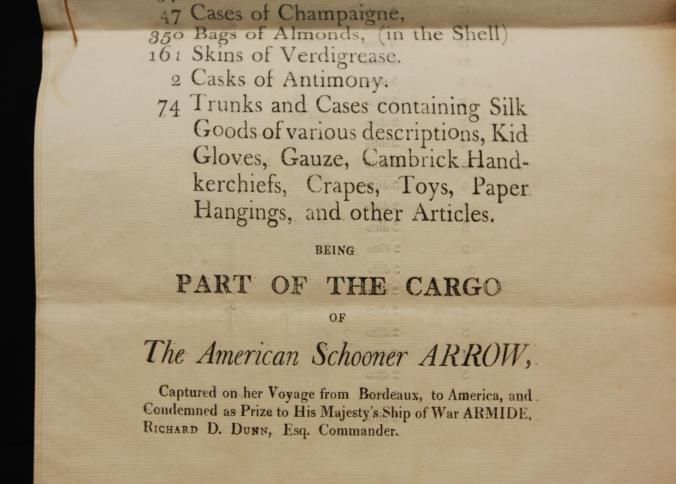 47 Cases of Champaigne,
350 Bags of Almonds, (in the Shell)
161 Skins of Verdigrease.
2 Casks of Antimony.
74 Trunks and Cases containing Silk
Goods of various descriptions, Kid
Gloves, Gauze, Cambrick Hand-
kerchiefs, Crapes, Toys, Paper
Hangings, and other Articles.
BEING
PART OF THE CARGO
OF
The American Schooner ARROW,
Captured on her Voyage from Bordeaux, to America, and
Condemned as Prize to His Majesty's Ship of War ARMIDE,
RICHARD D. DUNN, Esq. Commander.